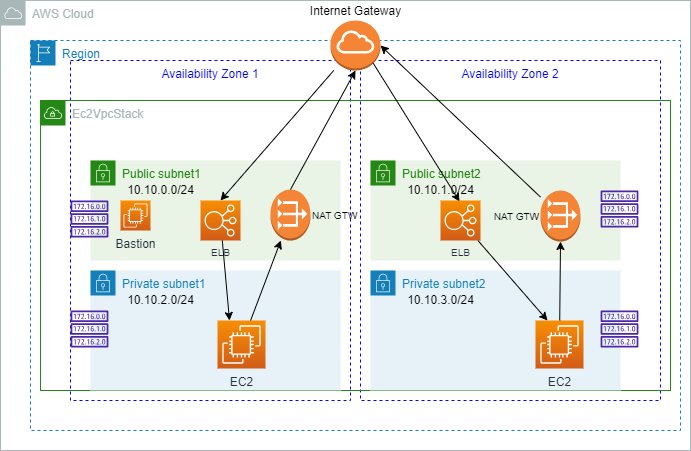 Internet Gateway
AWS Cloud
Region
Availability Zone 1
Availability Zone 2
Ec2VpcStack
Public subnet1
10.10.0.0/24
Public subnet2
10.10.1.0/24
172.16.0.0
172.16.1.0
172.16.2.0
Bastion
ELB
NAT GTW
ELB
NAT GTW
172.16.0.0
172.16.1.0
172.16.2.0
Private subnet1
10.10.2.0/24
Private subnet2
10.10.3.0/24
172.16.0.0
172.16.1.0
172.16.2.0
EC2
EC2
172.16.0.0
172.16.1.0
172.16.2.0